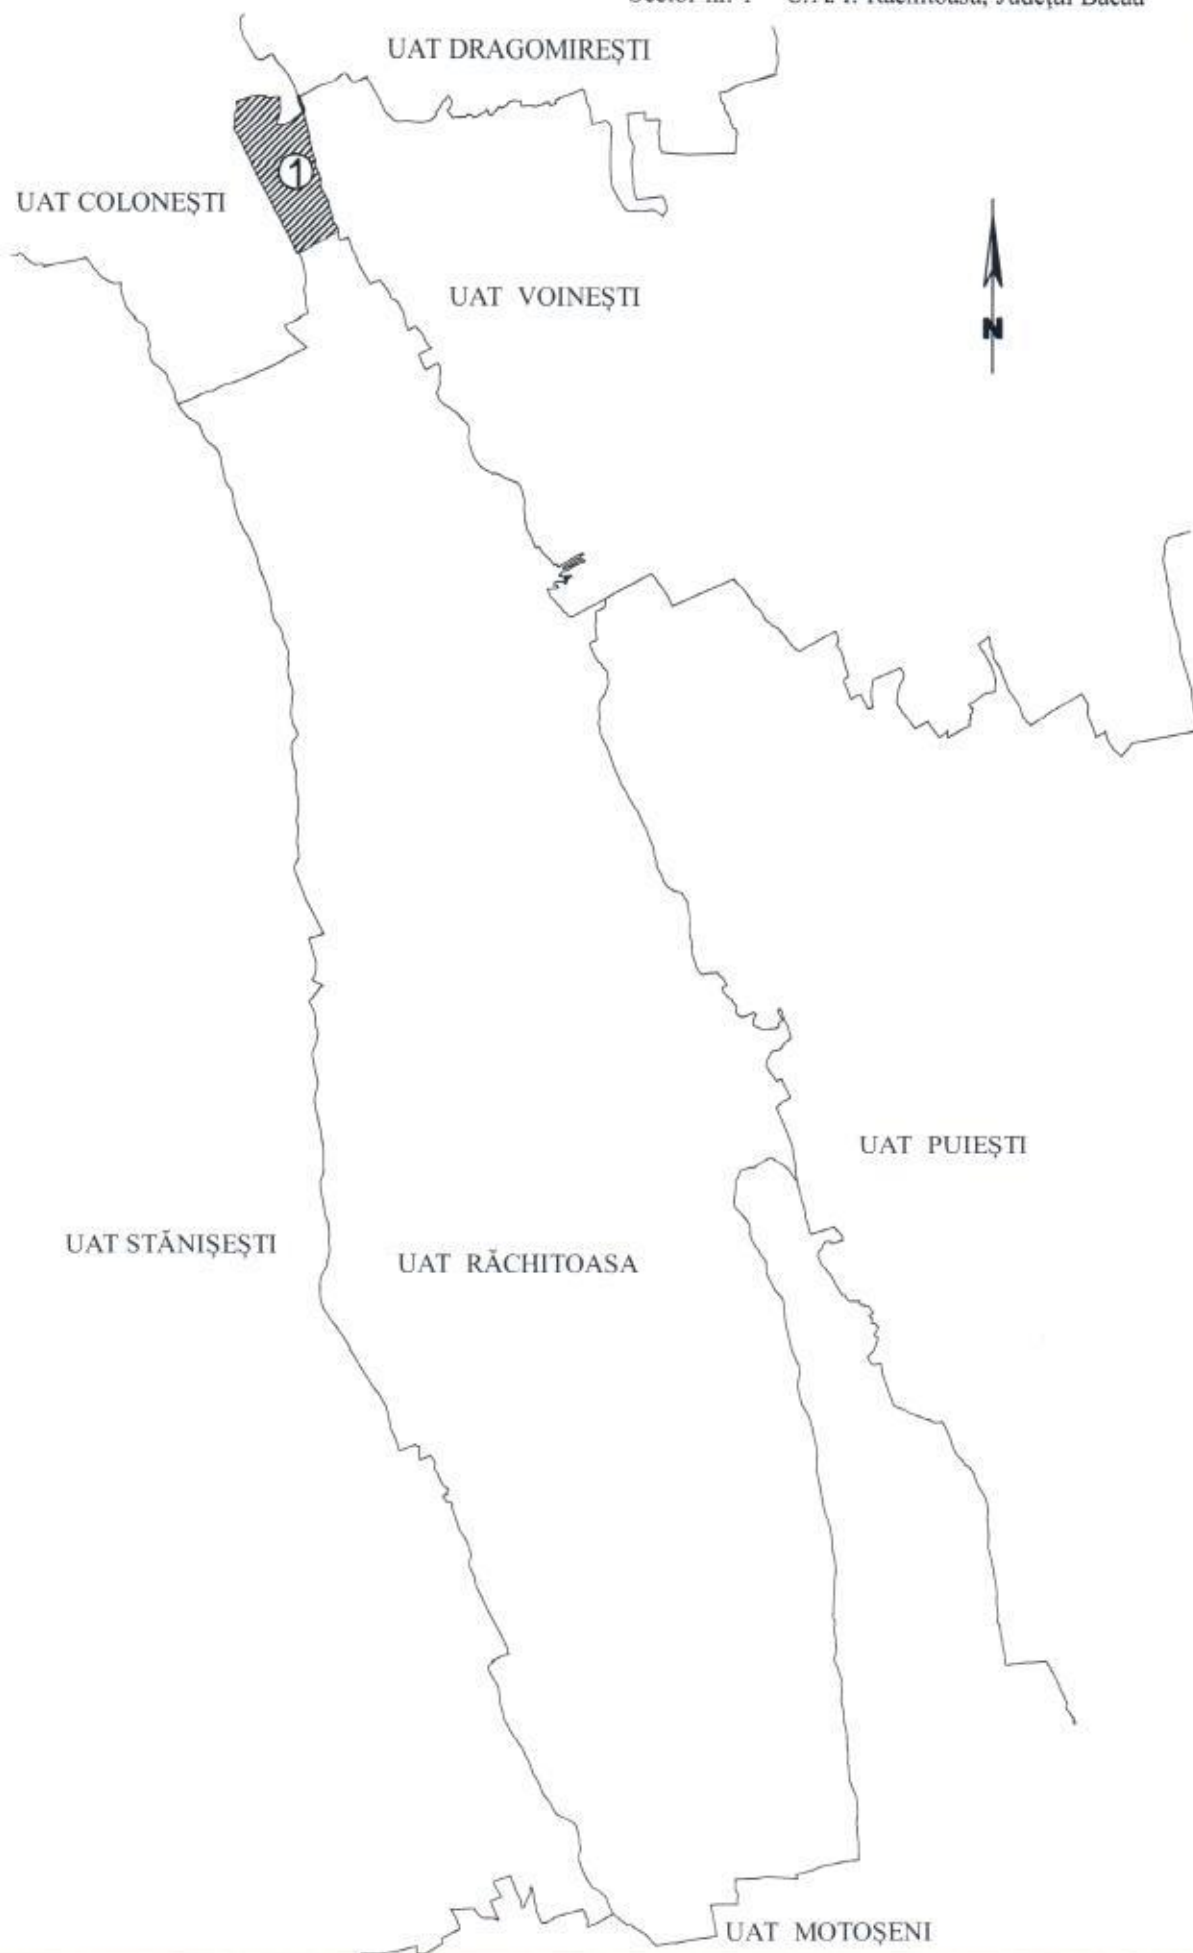 UAT DRAGOMIREȘTI
1
UAT COLONEȘTI
UAT VOINEȘTI
N
UAT PUIEȘTI
UAT STĂNIȘEȘTI
UAT RĂCHITOASA
UAT MOTOȘENI